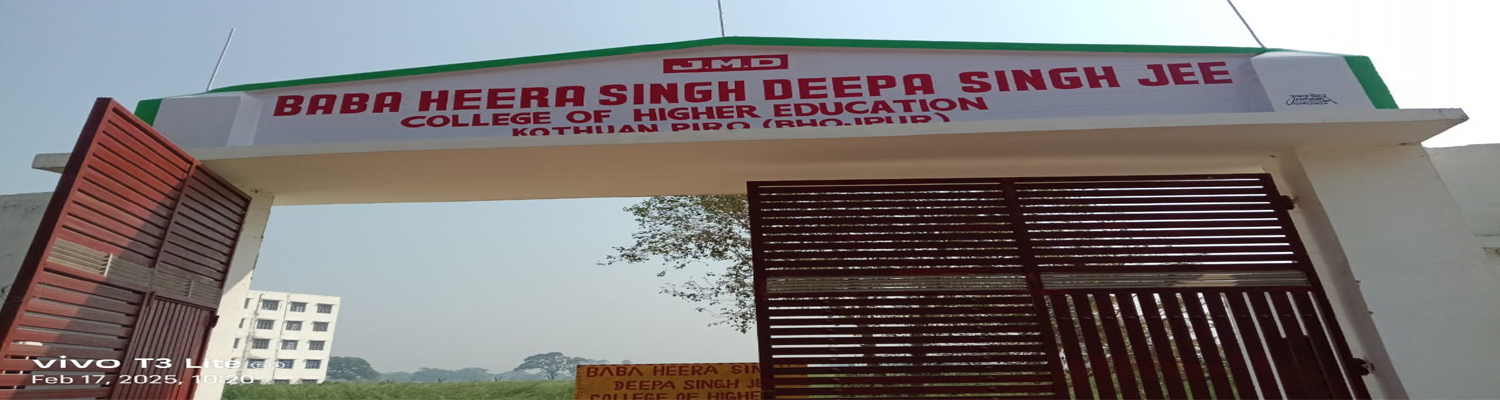 J.M.D
BABA HEERA SINGH DEEPA SINGH JEE
COLLEGE OF HIGHER EDUCATION
KOTHUAN PIRO (BHOJPUR)
BABA HEERA SIN
DEEPA SINGH JE
COLLEGE OF HIGHE
vivo T3 Lite
Feb 17, 2025, 10:20